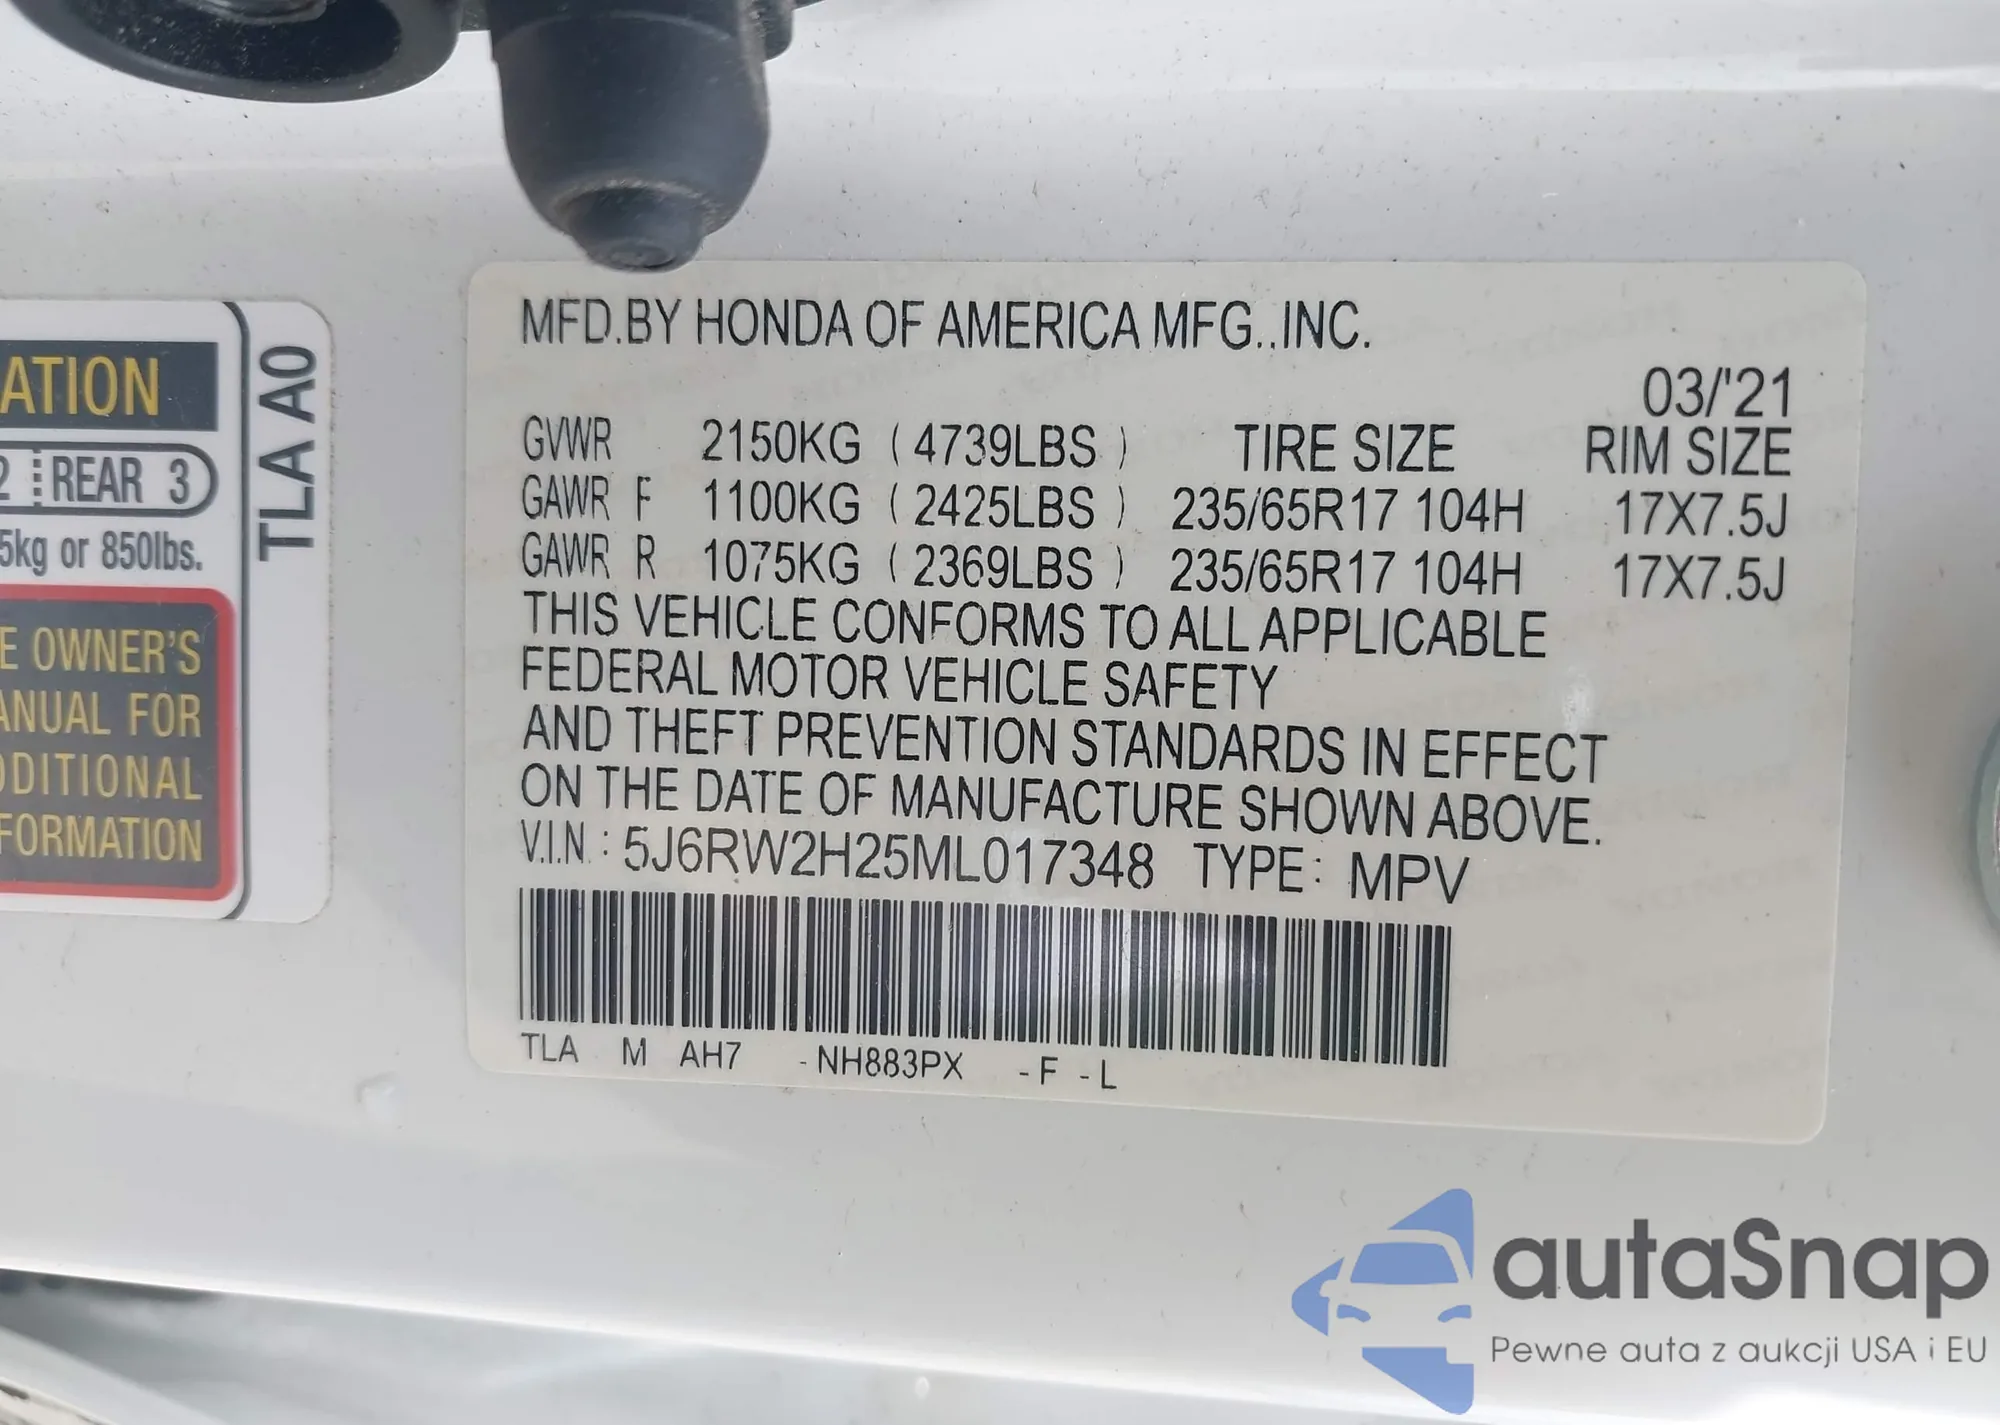 ATION
2 REAR 3
5kg or 850lbs.
E OWNER'S
ANUAL FOR
DDITIONAL
FORMATION
TLA A0
MFD.BY HONDA OF AMERICA MFG.,INC.
03/'21
GVWR 2150KG ( 4739LBS ) TIRE SIZE RIM SIZE
GAWR F 1100KG ( 2425LBS ) 235/65R17 104H 17X7.5J
GAWR R 1075KG ( 2369LBS ) 235/65R17 104H 17X7.5J
THIS VEHICLE CONFORMS TO ALL APPLICABLE
FEDERAL MOTOR VEHICLE SAFETY
AND THEFT PREVENTION STANDARDS IN EFFECT
ON THE DATE OF MANUFACTURE SHOWN ABOVE.
V.I.N. : 5J6RW2H25ML017348 TYPE: MPV
TLA M AH7 -NH883PX -F -L
autaSnap
Pewne auta z aukcji USA i EU